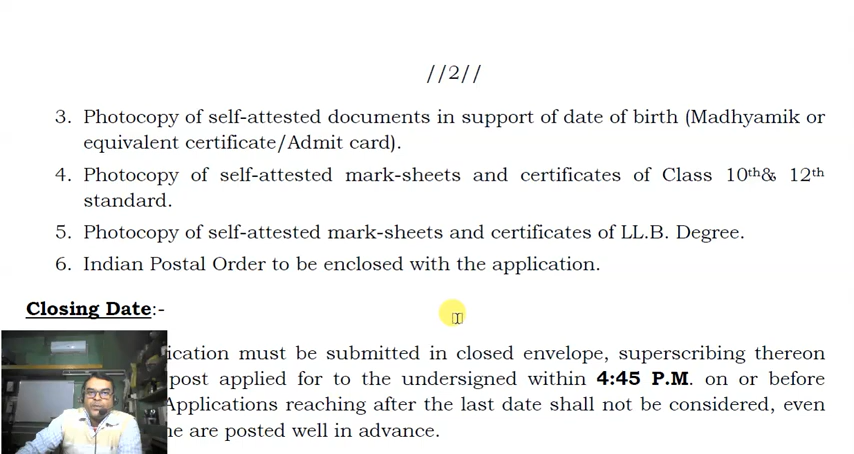 //2//
3. Photocopy of self-attested documents in support of date of birth (Madhyamik or
equivalent certificate/Admit card).
4. Photocopy of self-attested mark-sheets and certificates of Class 10th& 12th
standard.
5. Photocopy of self-attested mark-sheets and certificates of LL.B. Degree.
6. Indian Postal Order to be enclosed with the application.
Closing Date:-
must be submitted in closed envelope, superscribing thereon
post applied for to the undersigned within 4:45 P.M. on or before
Applications reaching after the last date shall not be considered, even
are posted well in advance.